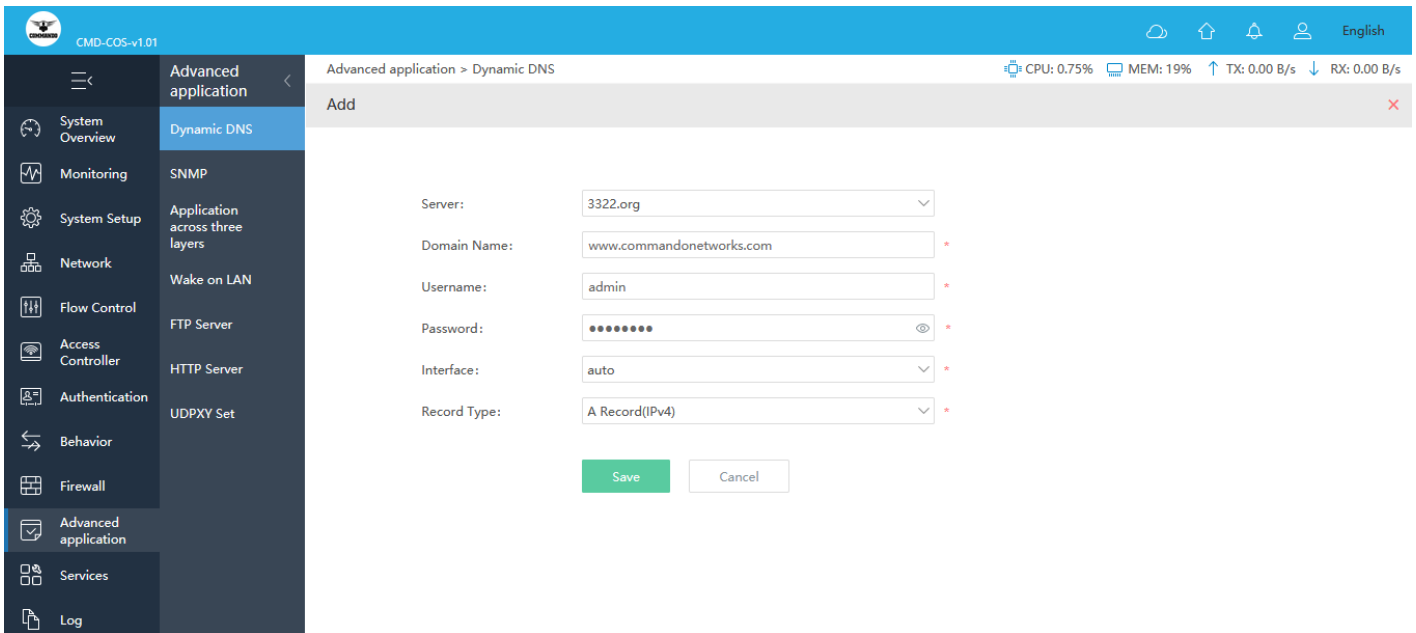 COMMANDO
CMD-COS-v1.01
English
Advanced application
Advanced application > Dynamic DNS
CPU: 0.75%
MEM: 19%
TX: 0.00 B/s
RX: 0.00 B/s
Add
System Overview
Monitoring
System Setup
Network
Flow Control
Access Controller
Authentication
Behavior
Firewall
Advanced application
Services
Log
Dynamic DNS
SNMP
Application across three layers
Wake on LAN
FTP Server
HTTP Server
UDPXY Set
Server: 3322.org
Domain Name: www.commandonetworks.com *
Username: admin *
Password: ●●●●●●●● *
Interface: auto *
Record Type: A Record(IPv4) *
Save
Cancel